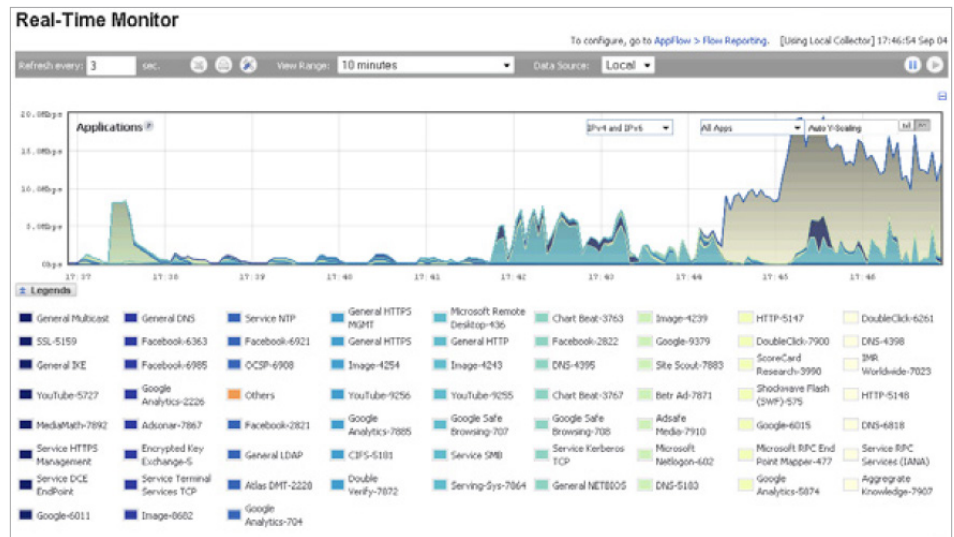 Real-Time Monitor
To configure, go to AppFlow > Flow Reporting. [Using Local Collector] 17:46:54 Sep 04
Refresh every: 3 sec. View Range: 10 minutes Data Source: Local
20.0Mbps
Applications
IPv4 and IPv6 All Apps Auto Y-Scaling
15.0Mbps
10.0Mbps
5.0Mbps
0bps
17:37 17:38 17:39 17:40 17:41 17:42 17:43 17:44 17:45 17:46
Legends
General Multicast General DNS Service NTP General HTTPS MGMT Microsoft Remote Desktop-436 Chart Beat-3763 Image-4239 HTTP-5147 DoubleClick-6261
SSL-5159 Facebook-6363 Facebook-6921 General HTTPS General HTTP Facebook-2822 Google-9379 DoubleClick-7900 DNS-4398
General IKE Facebook-6985 OCSP-6908 Image-4254 Image-4243 DNS-4395 Site Scout-7883 ScoreCard Research-3990 IMR Worldwide-7023
YouTube-5727 Google Analytics-2226 Others YouTube-9256 YouTube-9255 Chart Beat-3767 Betr Ad-7871 Shockwave Flash (SWF)-575 HTTP-5148
MediaMath-7892 Adxonar-7867 Facebook-2821 Google Analytics-7885 Google Safe Browsing-707 Google Safe Browsing-708 Adsafe Media-7910 Google-6015 DNS-6818
Service HTTPS Management Encrypted Key Exchange-5 General LDAP CIFS-5181 Service SMB Service Kerberos TCP Microsoft Netlogon-602 Microsoft RPC End Point Mapper-477 Service RPC Services (IANA)
Service DCE EndPoint Service Terminal Services TCP Atlas DMT-2228 Double Verify-7872 Serving-Sys-7864 General NETBIOS DNS-5183 Google Analytics-5874 Aggregrate Knowledge-7907
Google-6011 Image-8682 Google Analytics-704